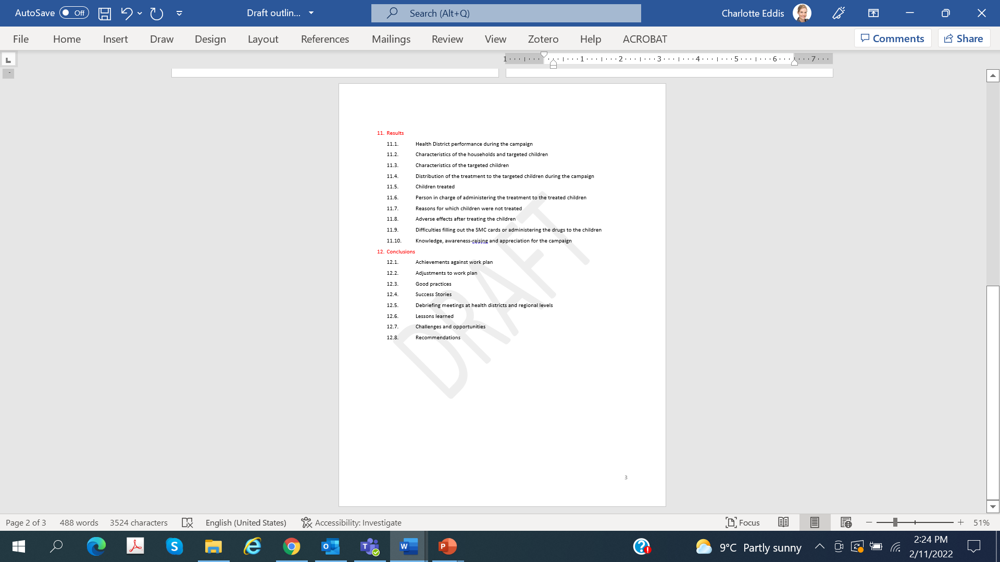 AutoSave Off Draft outlin... Search (Alt+Q) Charlotte Eddis
File Home Insert Draw Design Layout References Mailings Review View Zotero Help ACROBAT Comments Share
1 1 2 3 4 5 6 7
11. Results
11.1. Health District performance during the campaign
11.2. Characteristics of the households and targeted children
11.3. Characteristics of the targeted children
11.4. Distribution of the treatment to the targeted children during the campaign
11.5. Children treated
11.6. Person in charge of administering the treatment to the treated children
11.7. Reasons for which children were not treated
11.8. Adverse effects after treating the children
11.9. Difficulties filling out the SMC cards or administering the drugs to the children
11.10. Knowledge, awareness-raising and appreciation for the campaign
12. Conclusions
12.1. Achievements against work plan
12.2. Adjustments to work plan
12.3. Good practices
12.4. Success Stories
12.5. Debriefing meetings at health districts and regional levels
12.6. Lessons learned
12.7. Challenges and opportunities
12.8. Recommendations
DRAFT
3
Page 2 of 3 488 words 3524 characters English (United States) Accessibility: Investigate Focus 51%
9°C Partly sunny
2:24 PM
2/11/2022